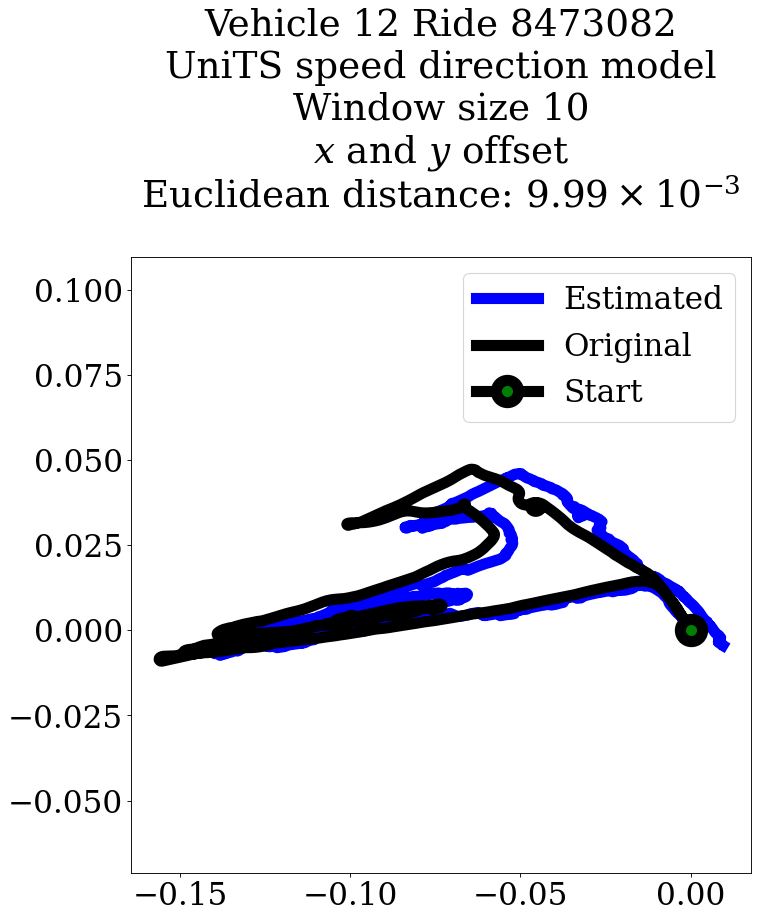 Vehicle 12 Ride 8473082
UniTS speed direction model
Window size 10
x and y offset
Euclidean distance: 9.99 × 10⁻³
Estimated
Original
Start
0.100
0.075
0.050
0.025
0.000
−0.025
−0.050
−0.15 −0.10 −0.05 0.00